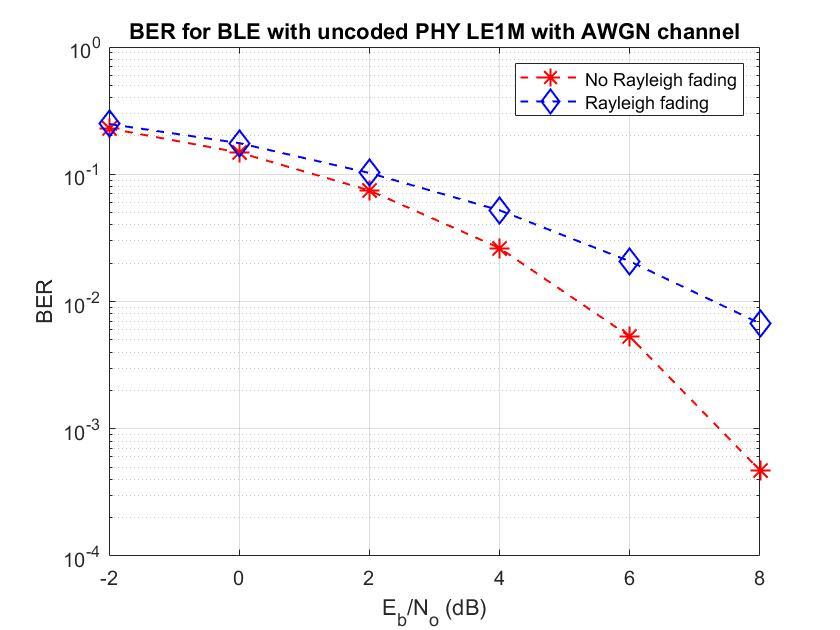 BER for BLE with uncoded PHY LE1M with AWGN channel
No Rayleigh fading
Rayleigh fading
BER
10^0
10^-1
10^-2
10^-3
10^-4
-2 0 2 4 6 8
E_b/N_o (dB)